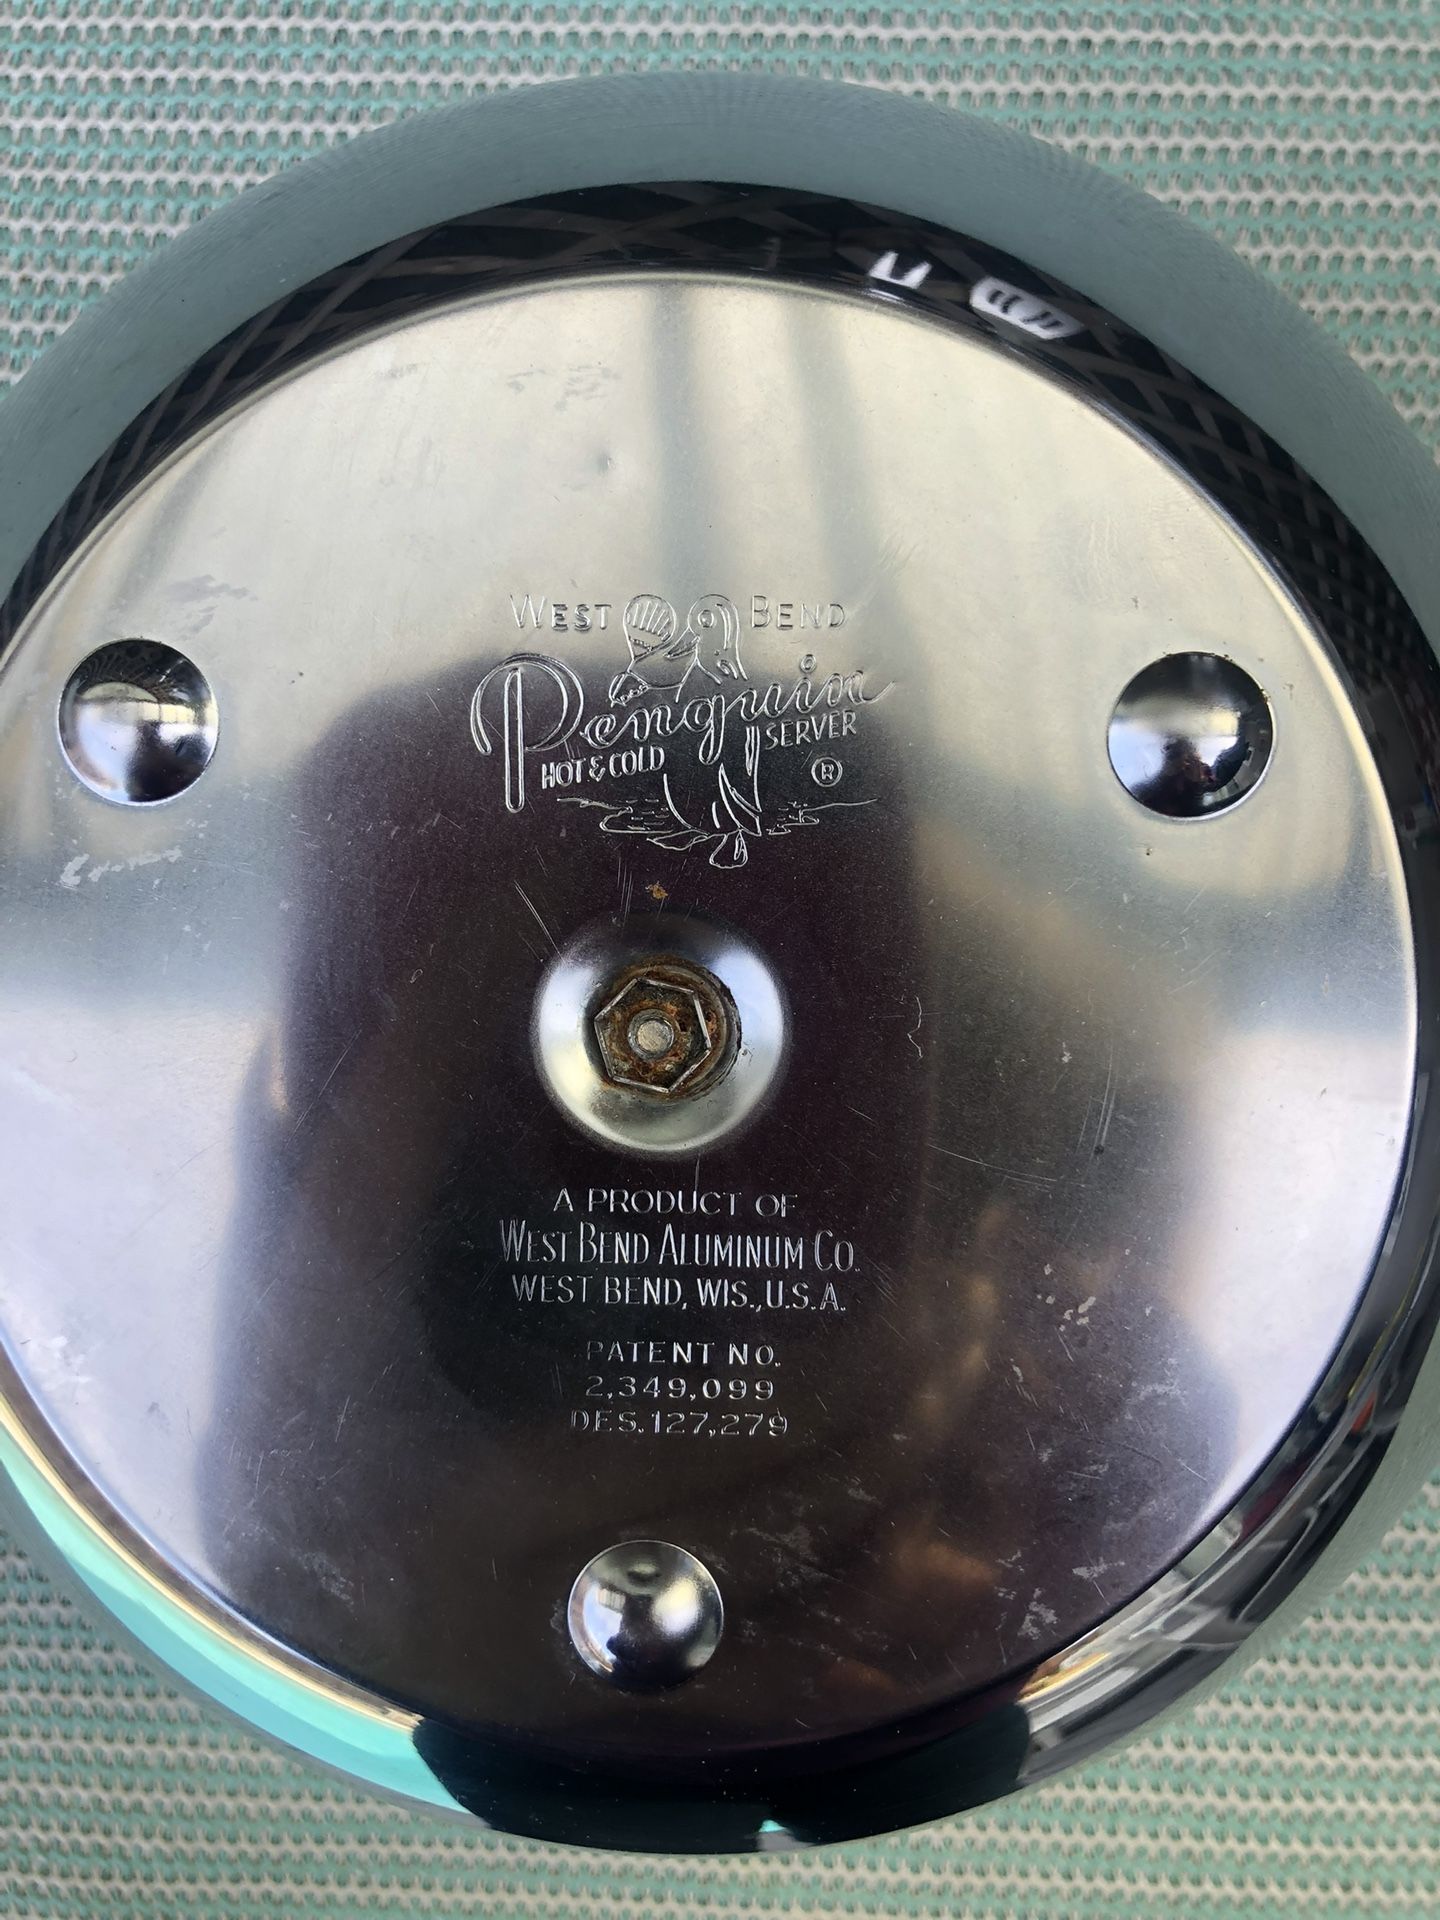 WEST BEND
Penguin
HOT & COLD SERVER
®
A PRODUCT OF
WEST BEND ALUMINUM CO.
WEST BEND, WIS., U.S.A.
PATENT NO.
2,349,099
DES. 127,279